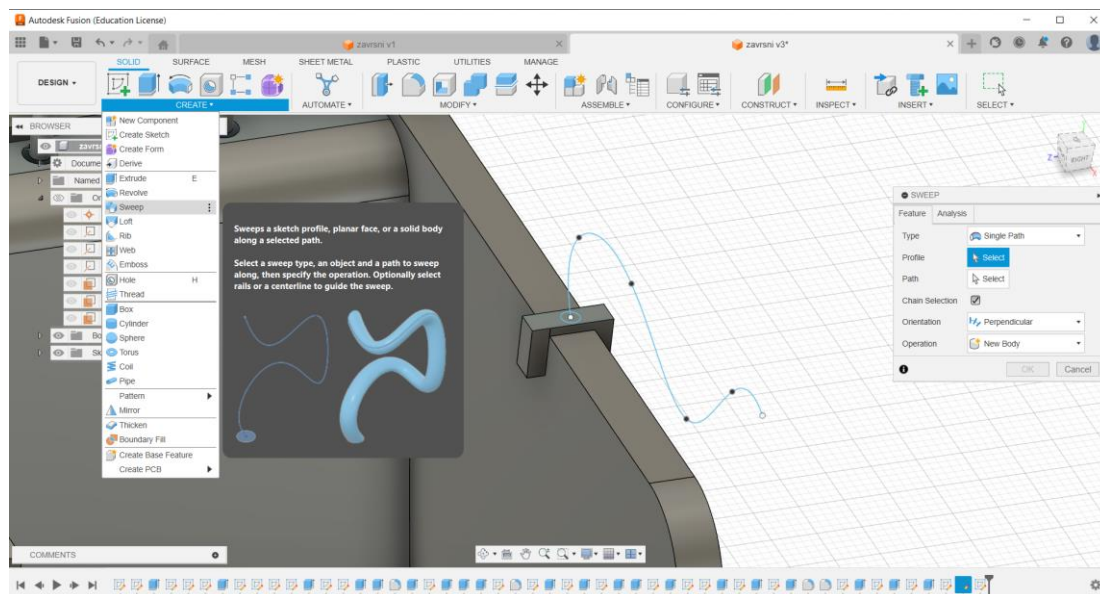 Autodesk Fusion (Education License)
zavrsni v1
zavrsni v3*
SOLID SURFACE MESH SHEET METAL PLASTIC UTILITIES MANAGE
DESIGN
CREATE AUTOMATE MODIFY ASSEMBLE CONFIGURE CONSTRUCT INSPECT INSERT SELECT
BROWSER
Named
New Component
Create Sketch
Create Form
Derive
Extrude E
Revolve
Sweep
Loft
Rib
Web
Emboss
Hole H
Thread
Box
Cylinder
Sphere
Torus
Coil
Pipe
Pattern
Mirror
Thicken
Boundary Fill
Create Base Feature
Create PCB
Sweeps a sketch profile, planar face, or a solid body
along a selected path.
Select a sweep type, an object and a path to sweep
along, then specify the operation. Optionally select
rails or a centerline to guide the sweep.
RIGHT
Z
X
SWEEP
Feature Analysis
Type Single Path
Profile Select
Path Select
Chain Selection
Orientation Perpendicular
Operation New Body
OK Cancel
COMMENTS